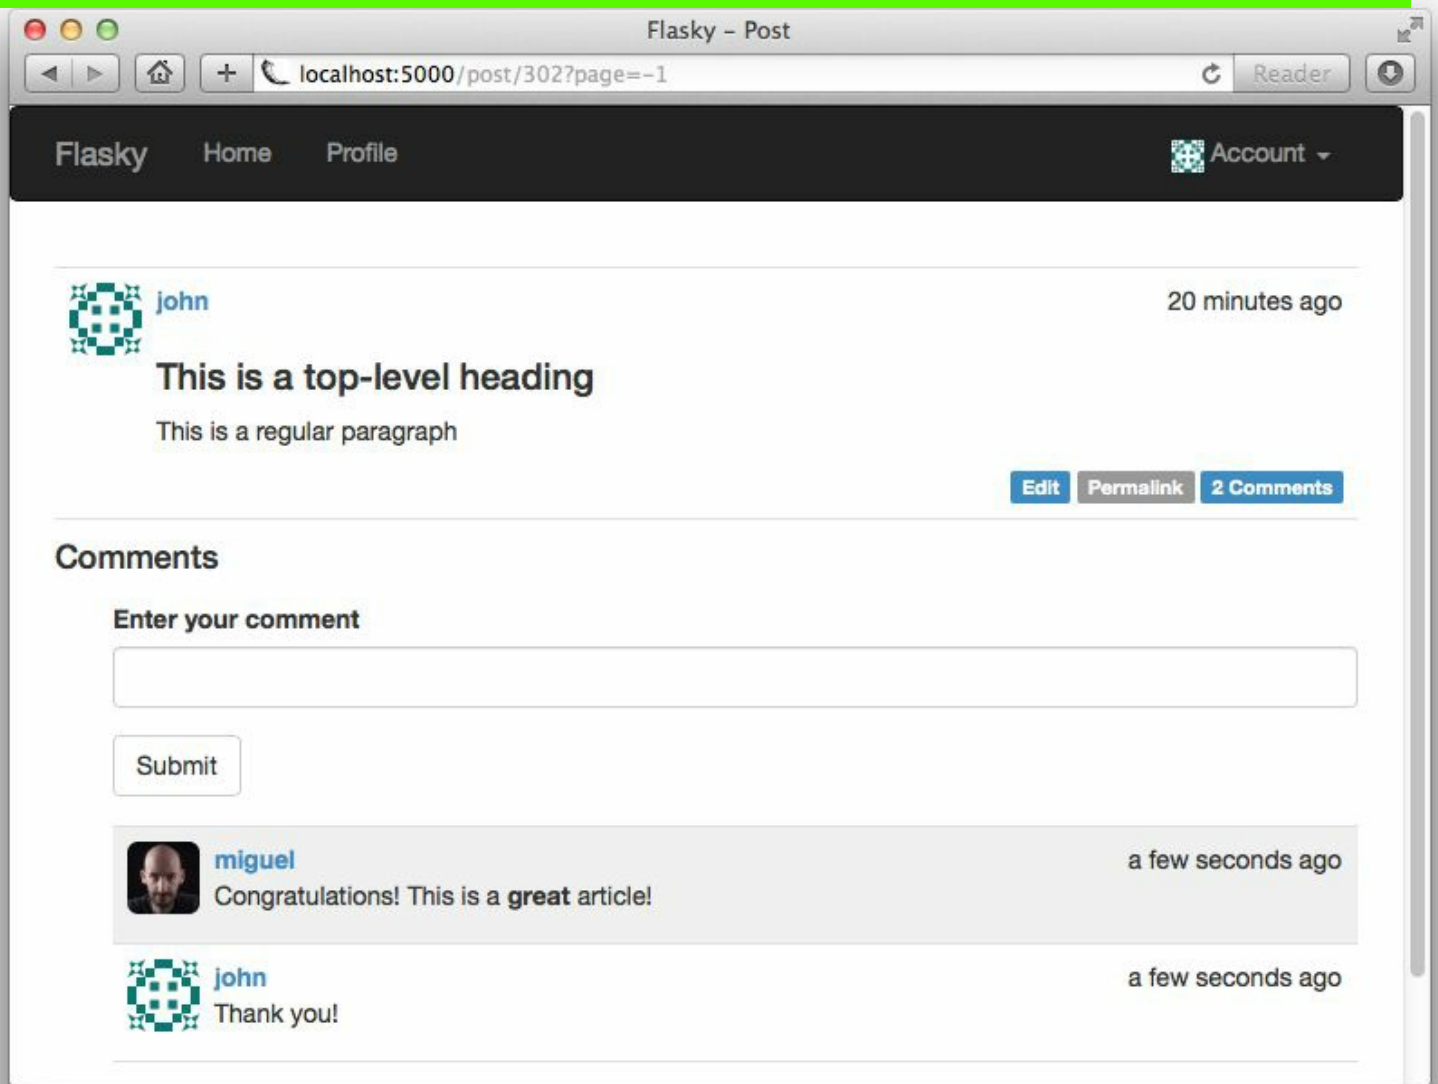 Flasky – Post
localhost:5000/post/302?page=-1
Reader
Flasky Home Profile Account
john 20 minutes ago
This is a top-level heading
This is a regular paragraph
Edit Permalink 2 Comments
Comments
Enter your comment
Submit
miguel a few seconds ago
Congratulations! This is a great article!
john a few seconds ago
Thank you!